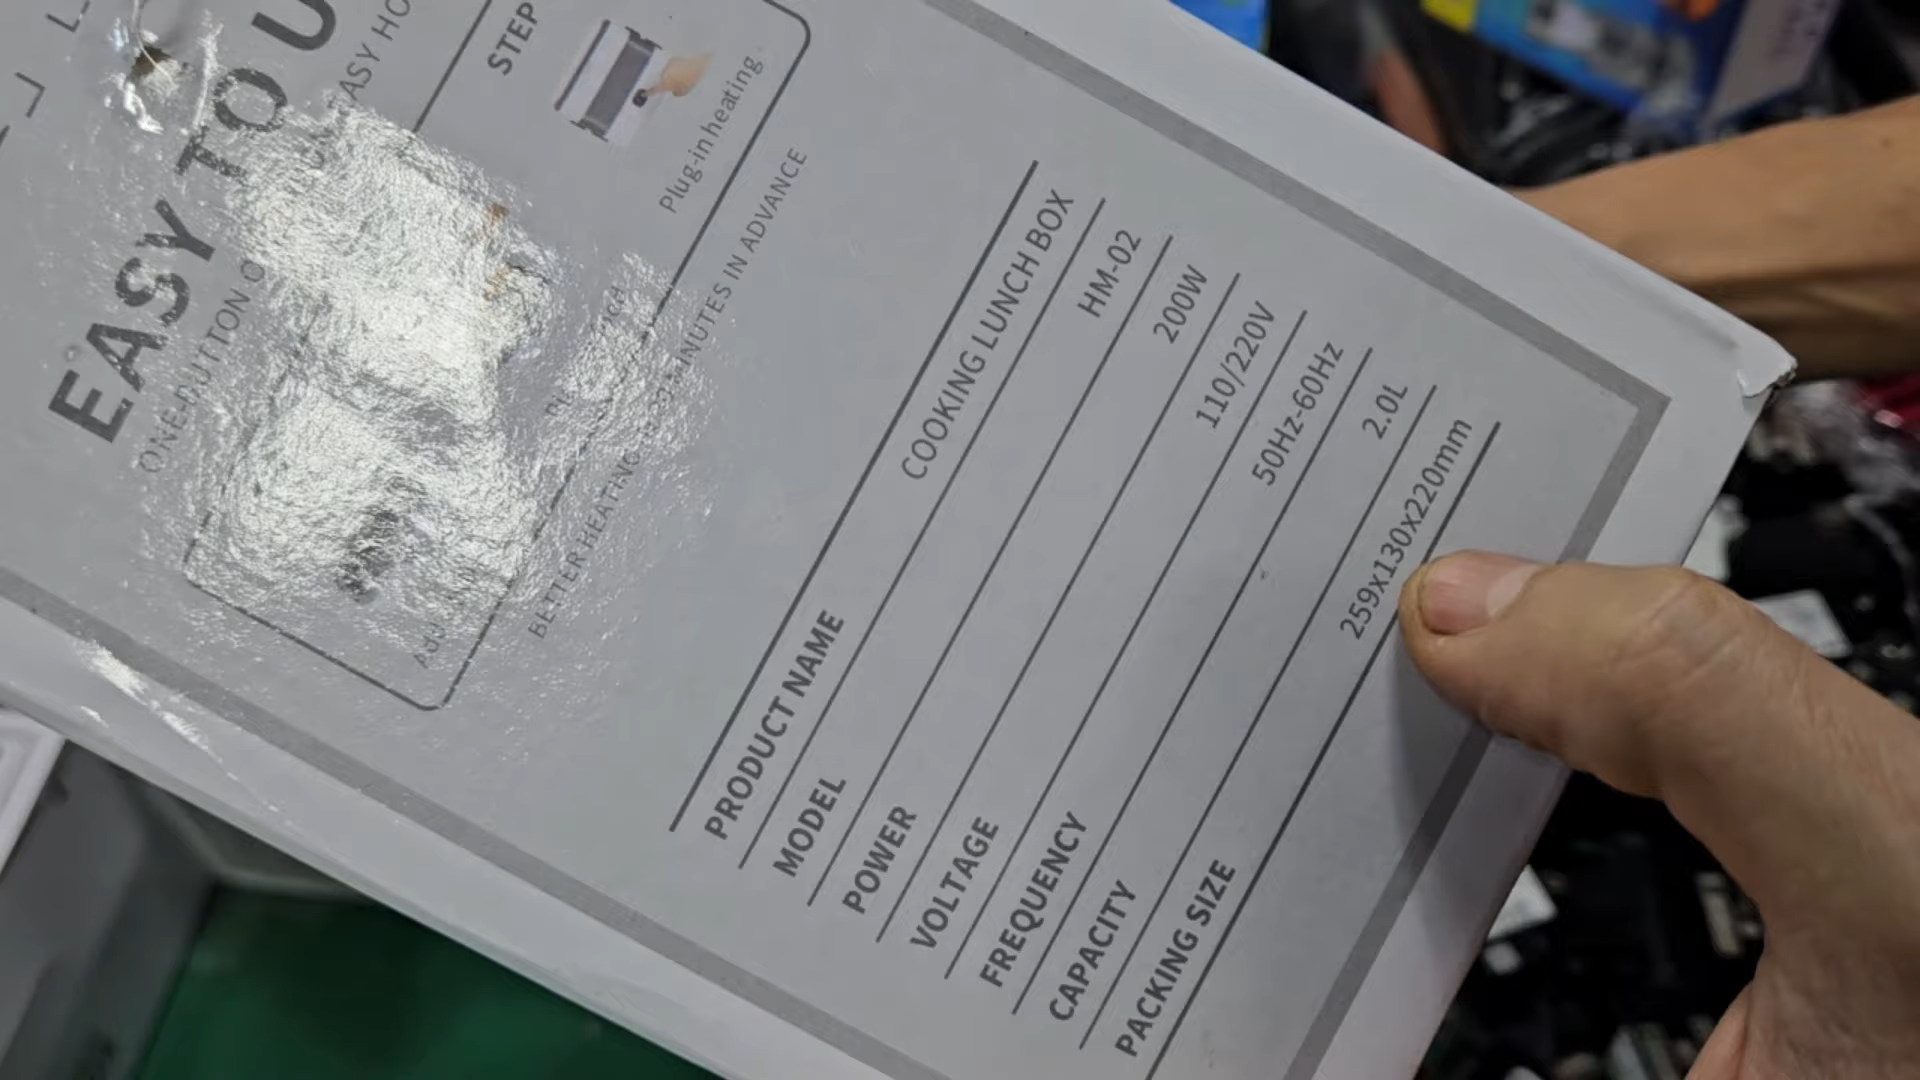 EASY TO U
ONE-BUTTON O
EASY HO
STEP
Plug-in heating
BETTER HEATING
MINUTES IN ADVANCE
PRODUCT NAME COOKING LUNCH BOX
MODEL HM-02
POWER 200W
VOLTAGE 110/220V
FREQUENCY 50Hz-60Hz
CAPACITY 2.0L
PACKING SIZE 259x130x220mm